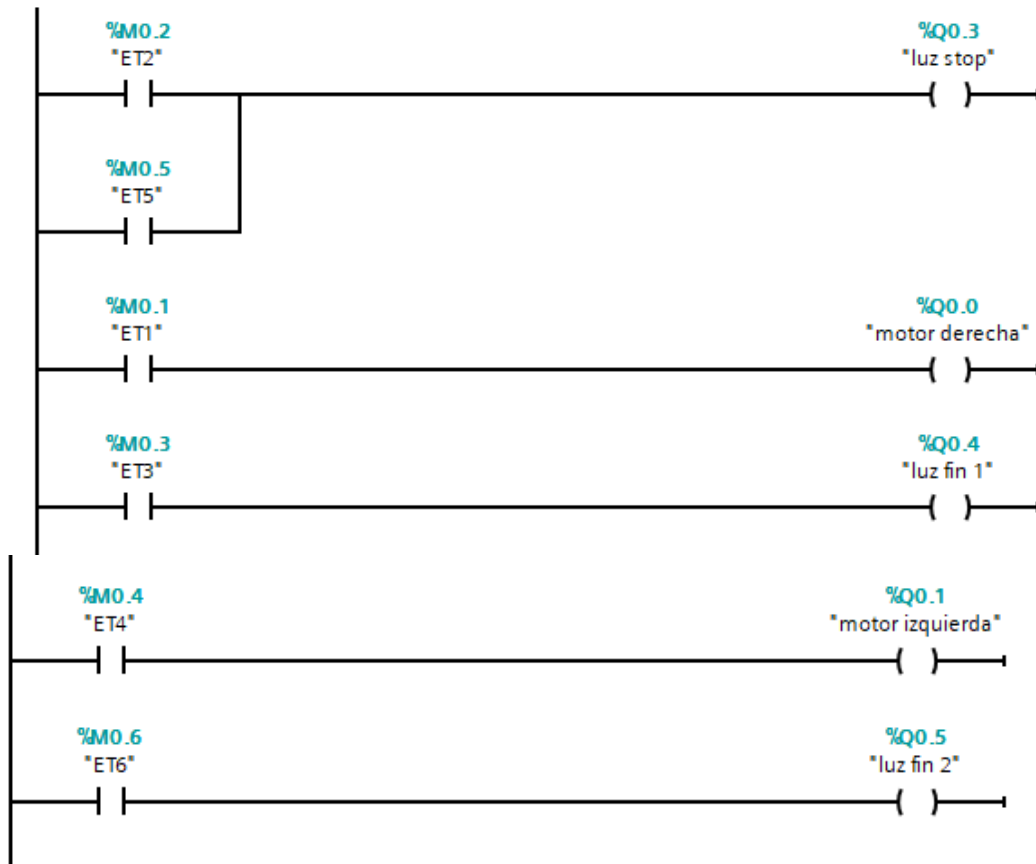 %M0.2
"ET2"
%Q0.3
"luz stop"
%M0.5
"ET5"
%M0.1
"ET1"
%Q0.0
"motor derecha"
%M0.3
"ET3"
%Q0.4
"luz fin 1"
%M0.4
"ET4"
%Q0.1
"motor izquierda"
%M0.6
"ET6"
%Q0.5
"luz fin 2"